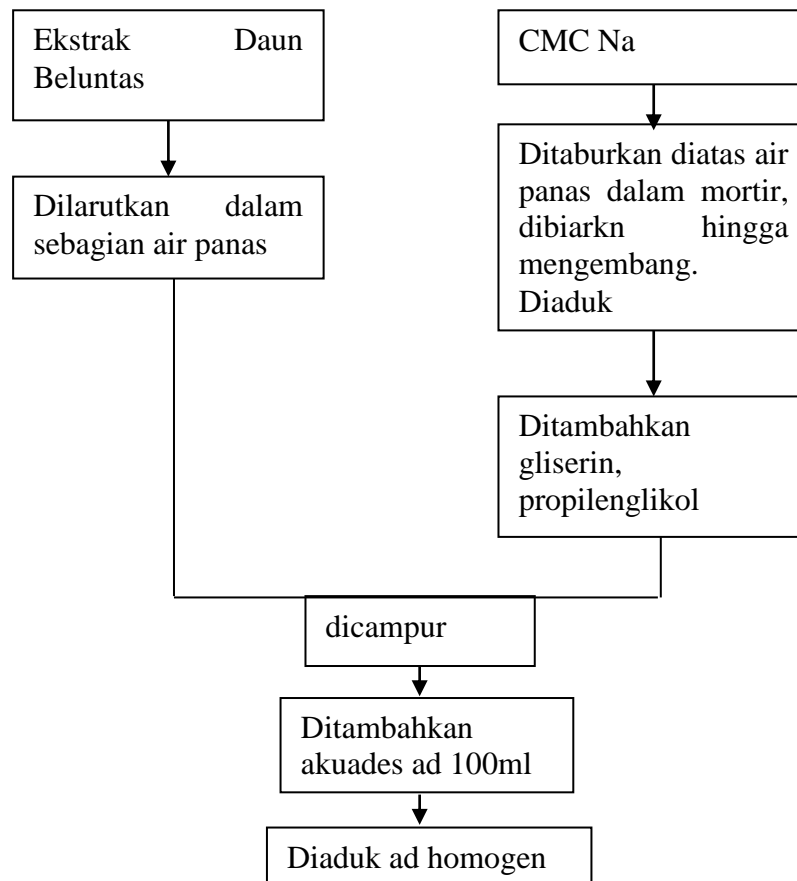 Ekstrak Daun
Beluntas
Dilarutkan dalam
sebagian air panas
CMC Na
Ditaburkan diatas air
panas dalam mortir,
dibiarkn hingga
mengembang.
Diaduk
Ditambahkan
gliserin,
propilenglikol
dicampur
Ditambahkan
akuades ad 100ml
Diaduk ad homogen